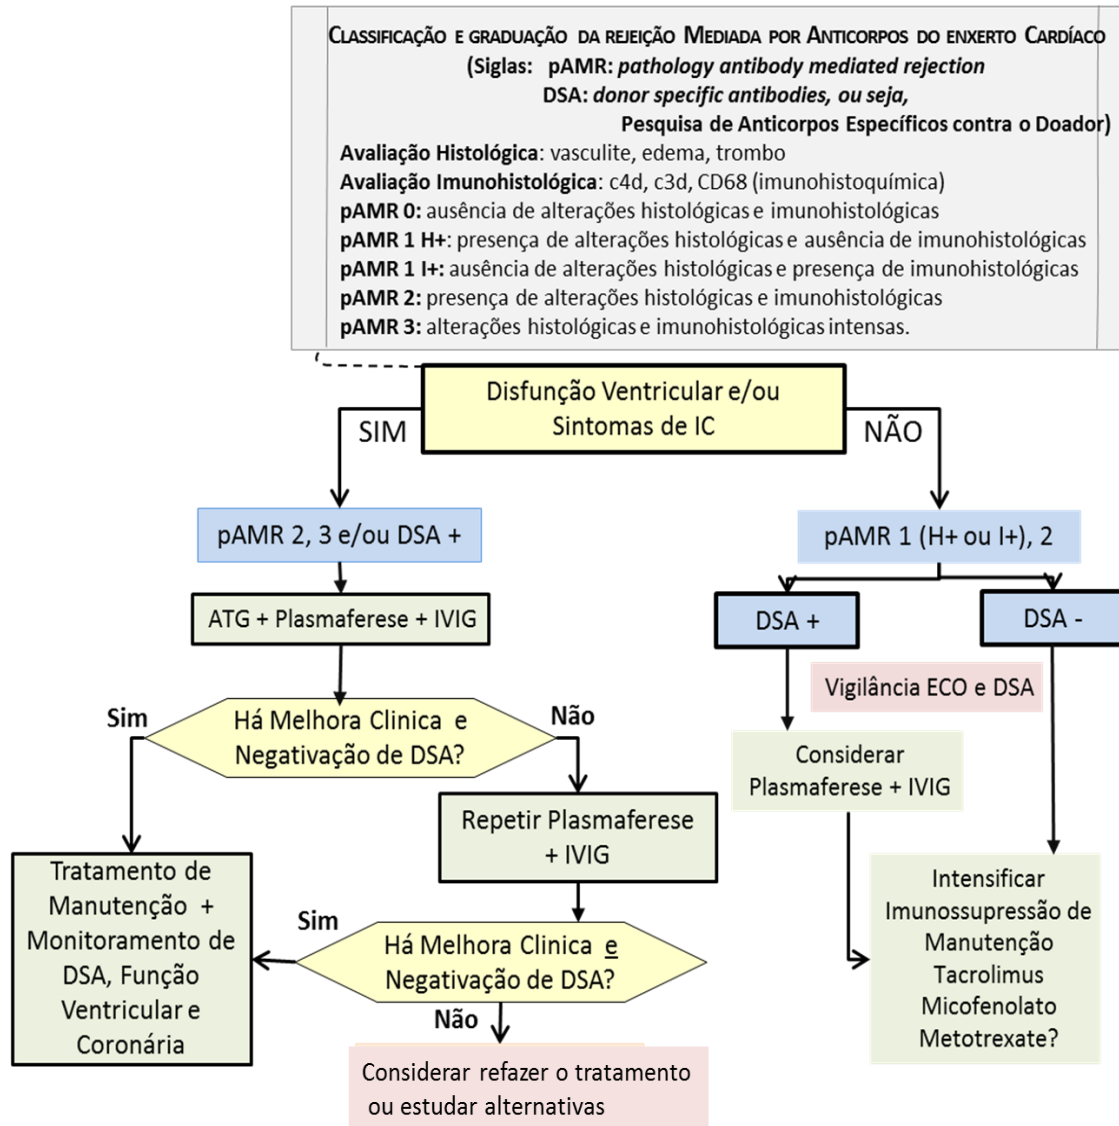 CLASSIFICAÇÃO E GRADUAÇÃO DA REJEIÇÃO MEDIADA POR ANTICORPOS DO ENXERTO CARDÍACO
(Siglas: pAMR: pathology antibody mediated rejection
DSA: donor specific antibodies, ou seja,
Pesquisa de Anticorpos Específicos contra o Doador)
Avaliação Histológica: vasculite, edema, trombo
Avaliação Imunohistológica: c4d, c3d, CD68 (imunohistoquímica)
pAMR 0: ausência de alterações histológicas e imunohistológicas
pAMR 1 H+: presença de alterações histológicas e ausência de imunohistológicas
pAMR 1 I+: ausência de alterações histológicas e presença de imunohistológicas
pAMR 2: presença de alterações histológicas e imunohistológicas
pAMR 3: alterações histológicas e imunohistológicas intensas.
Disfunção Ventricular e/ou
Sintomas de IC
SIM
NÃO
pAMR 2, 3 e/ou DSA +
pAMR 1 (H+ ou I+), 2
ATG + Plasmaferese + IVIG
DSA +
DSA -
Vigilância ECO e DSA
Sim
Há Melhora Clinica e
Negativação de DSA?
Não
Considerar
Plasmaferese + IVIG
Repetir Plasmaferese
+ IVIG
Tratamento de
Manutenção +
Monitoramento de
DSA, Função
Ventricular e
Coronária
Intensificar
Imunossupressão de
Manutenção
Tacrolimus
Micofenolato
Metotrexate?
Sim
Há Melhora Clinica e
Negativação de DSA?
Não
Considerar refazer o tratamento
ou estudar alternativas